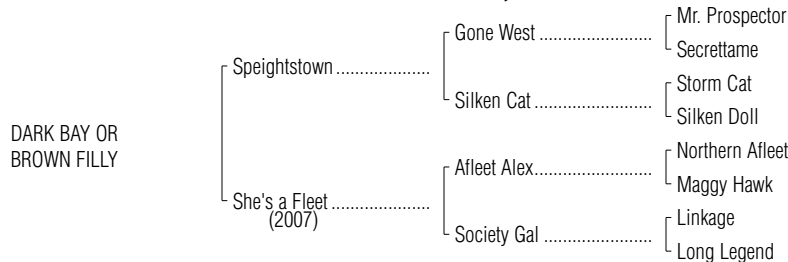 Mr. Prospector
Gone West ..........................
Secrettame
Speightstown .....................
Storm Cat
Silken Cat ...........................
Silken Doll
DARK BAY OR
BROWN FILLY
Northern Afleet
Afleet Alex...........................
Maggy Hawk
She's a Fleet ......................
(2007)
Linkage
Society Gal .........................
Long Legend